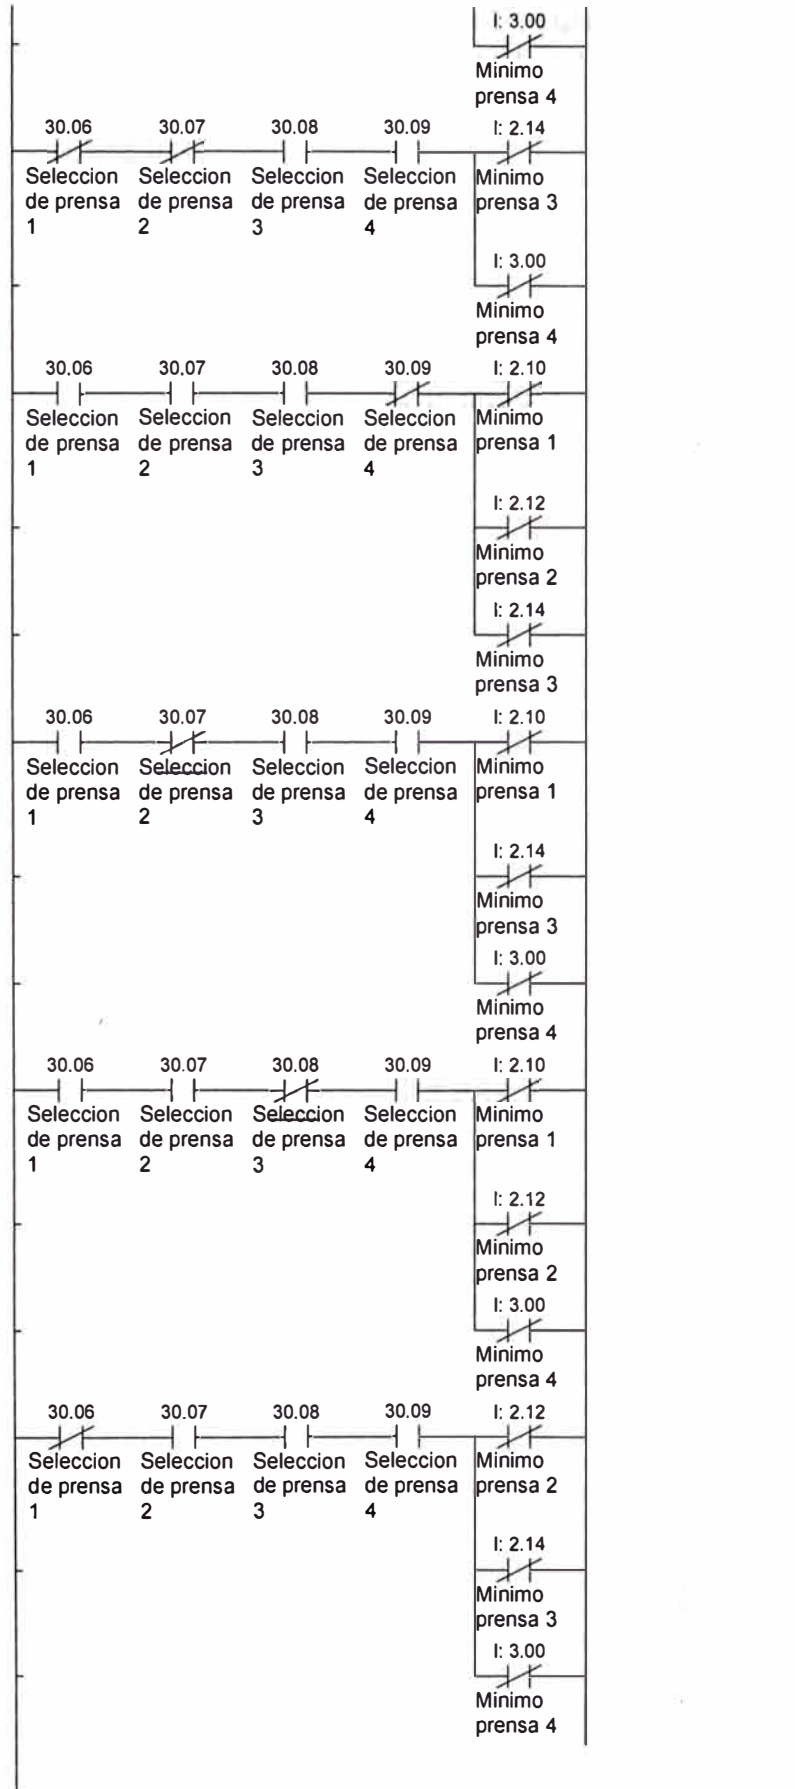 I: 3.00
Minimo
prensa 4
30.06 30.07 30.08 30.09 I: 2.14
Seleccion Seleccion Seleccion Seleccion Minimo
de prensa de prensa de prensa de prensa prensa 3
1 2 3 4
I: 3.00
Minimo
prensa 4
30.06 30.07 30.08 30.09 I: 2.10
Seleccion Seleccion Seleccion Seleccion Minimo
de prensa de prensa de prensa de prensa prensa 1
1 2 3 4
I: 2.12
Minimo
prensa 2
I: 2.14
Minimo
prensa 3
30.06 30.07 30.08 30.09 I: 2.10
Seleccion Seleccion Seleccion Seleccion Minimo
de prensa de prensa de prensa de prensa prensa 1
1 2 3 4
I: 2.14
Minimo
prensa 3
I: 3.00
Minimo
prensa 4
30.06 30.07 30.08 30.09 I: 2.10
Seleccion Seleccion Seleccion Seleccion Minimo
de prensa de prensa de prensa de prensa prensa 1
1 2 3 4
I: 2.12
Minimo
prensa 2
I: 3.00
Minimo
prensa 4
30.06 30.07 30.08 30.09 I: 2.12
Seleccion Seleccion Seleccion Seleccion Minimo
de prensa de prensa de prensa de prensa prensa 2
1 2 3 4
I: 2.14
Minimo
prensa 3
I: 3.00
Minimo
prensa 4